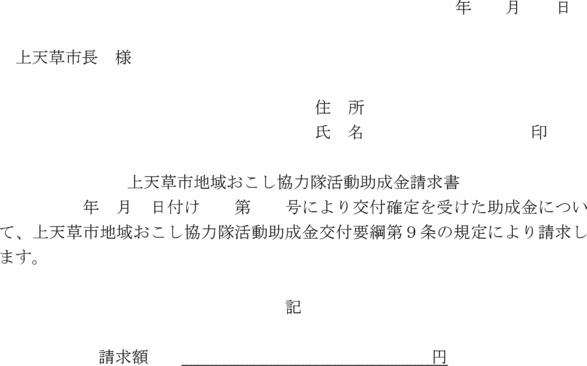 年　　月　　日
上天草市長　様
住　所
氏　名　　　　　　　　　　印
上天草市地域おこし協力隊活動助成金請求書
年　月　日付け　　第　　号により交付確定を受けた助成金につい
て、上天草市地域おこし協力隊活動助成金交付要綱第９条の規定により請求し
ます。
記
請求額　　　　　　　　　　　　　　　　　円